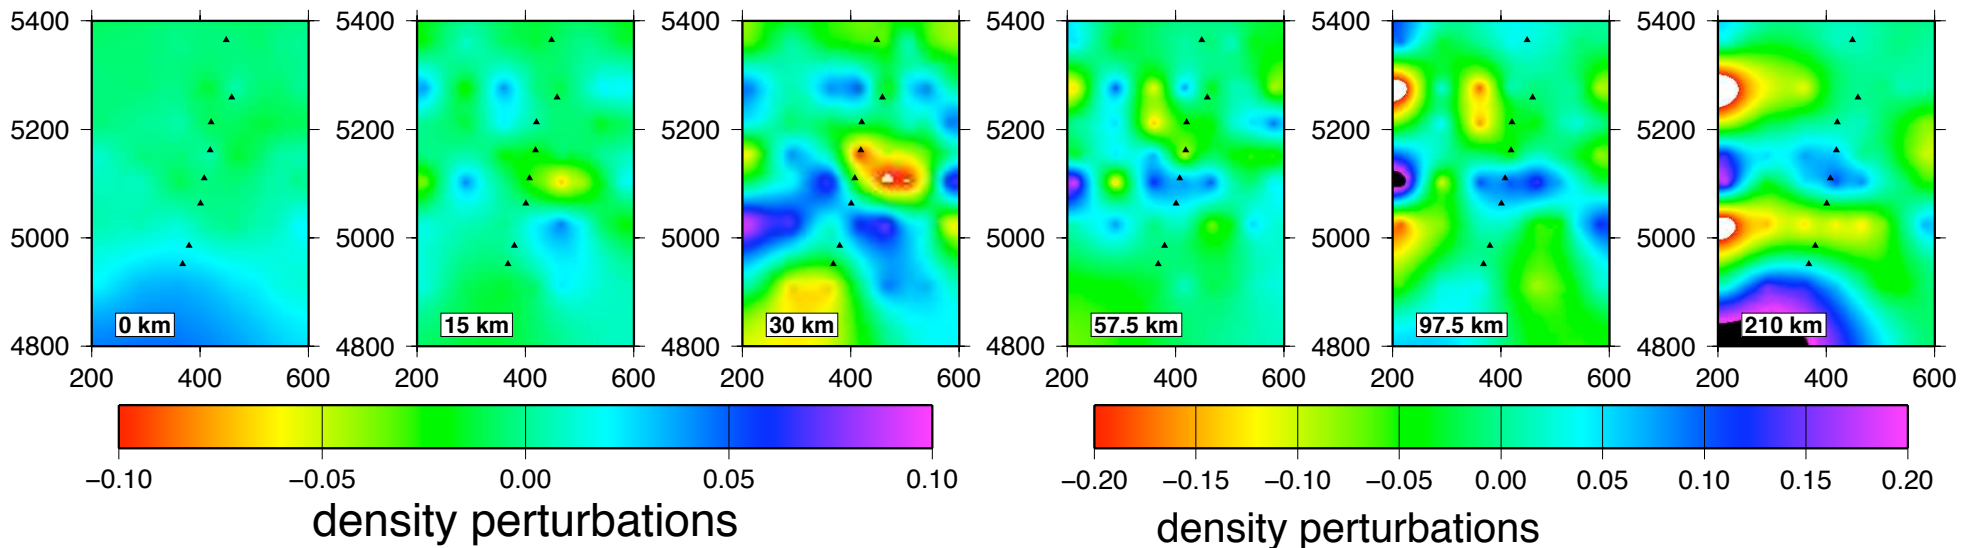 5400 5400 5400 5400 5400 5400
5200 5200 5200 5200 5200 5200
5000 5000 5000 5000 5000 5000
0 km 15 km 30 km 57.5 km 97.5 km 210 km
4800 4800 4800 4800 4800 4800
200 400 600 200 400 600 200 400 600 200 400 600 200 400 600 200 400 600
−0.10 −0.05 0.00 0.05 0.10 −0.20 −0.15 −0.10 −0.05 0.00 0.05 0.10 0.15 0.20
density perturbations density perturbations